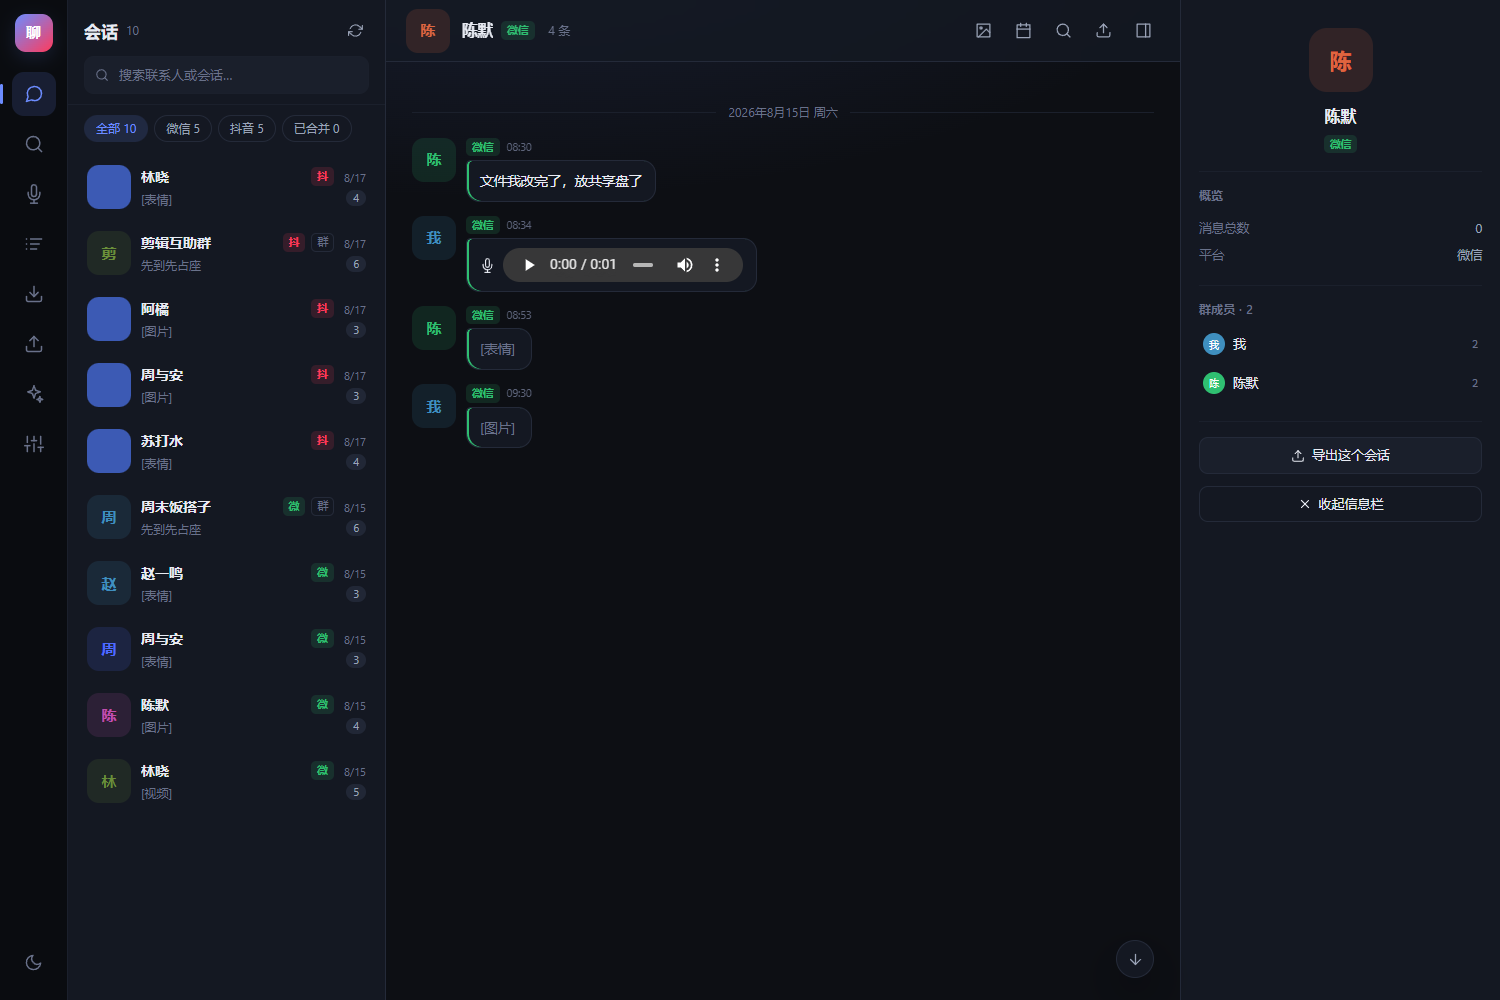 聊
会话 10
搜索联系人或会话...
全部 10
微信 5
抖音 5
已合并 0
林晓 抖 8/17
[表情] 4
剪
剪辑互助群 抖 群 8/17
先到先占座 6
阿橘 抖 8/17
[图片] 3
周与安 抖 8/17
[图片] 3
苏打水 抖 8/17
[表情] 4
周
周末饭搭子 微 群 8/15
先到先占座 6
赵
赵一鸣 微 8/15
[表情] 3
周
周与安 微 8/15
[表情] 3
陈
陈默 微 8/15
[图片] 4
林
林晓 微 8/15
[视频] 5
陈
陈默 微信 4 条
2026年8月15日 周六
陈
微信 08:30
文件我改完了，放共享盘了
我
微信 08:34
0:00 / 0:01
陈
微信 08:53
[表情]
我
微信 09:30
[图片]
陈
陈默
微信
概览
消息总数 0
平台 微信
群成员 · 2
我 我 2
陈 陈默 2
导出这个会话
收起信息栏